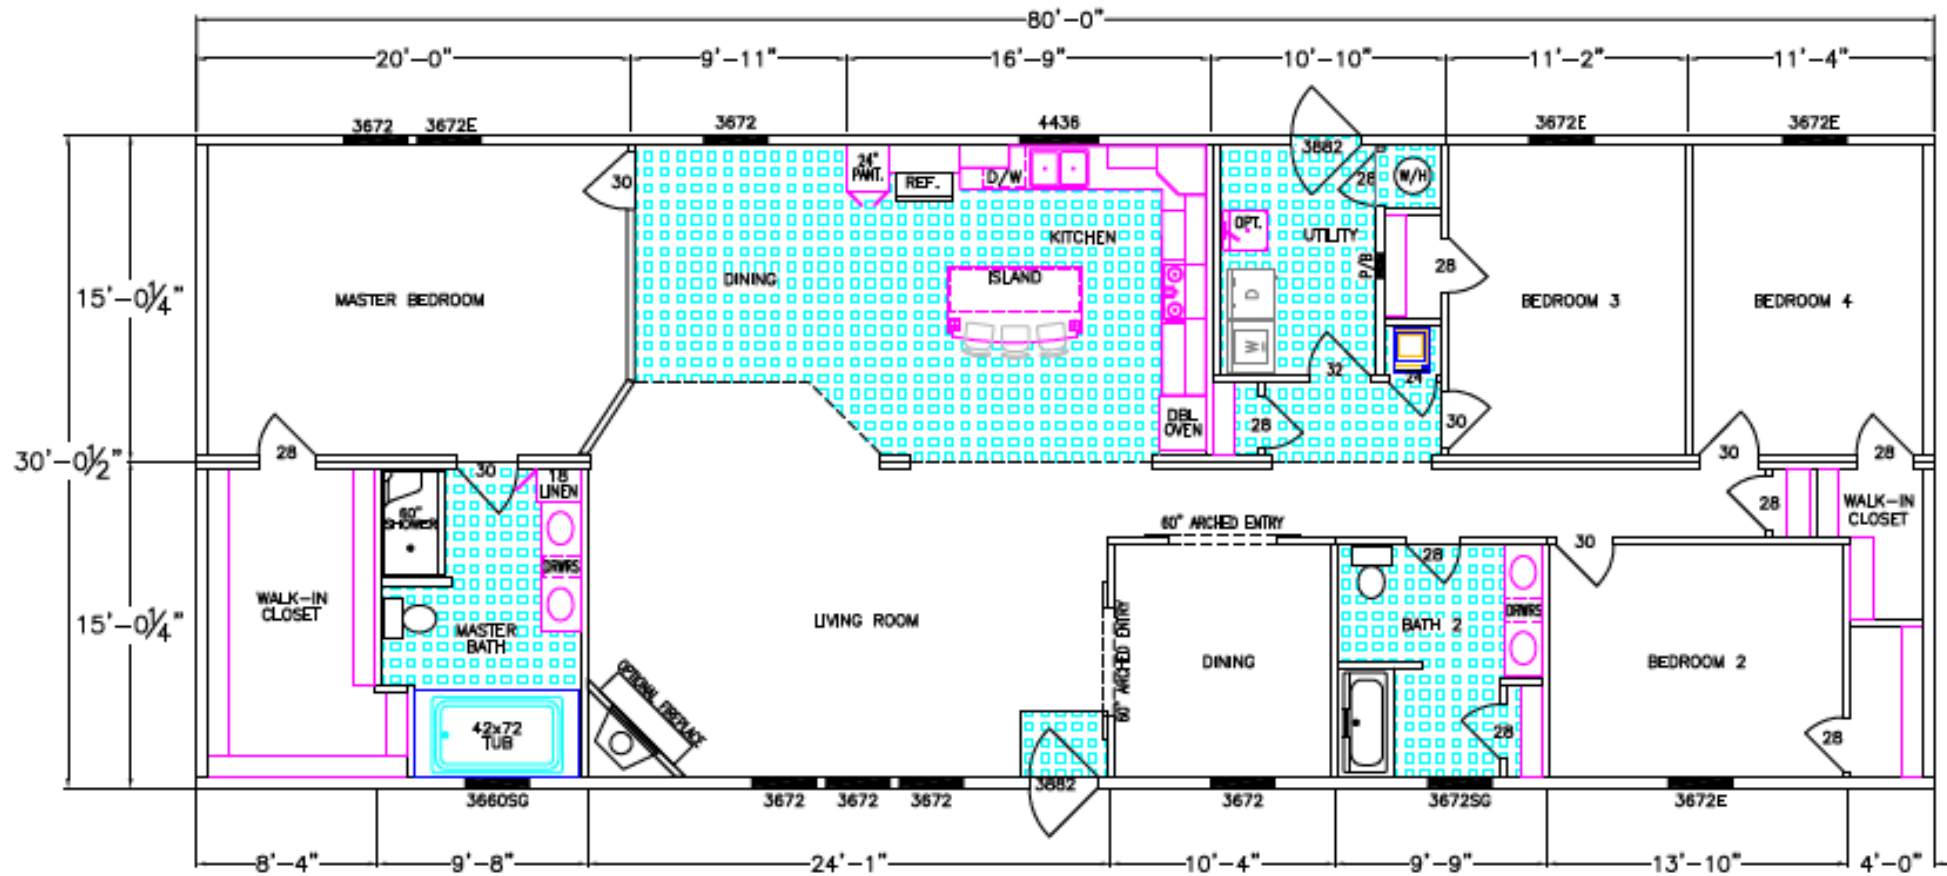 80'-0"
20'-0"
9'-11"
16'-9"
10'-10"
11'-2"
11'-4"
3672
3672E
3672
4436
3672E
3672E
30
24"
PANT.
REF.
D/W
3882
28
W/H
OPT.
UTILITY
KITCHEN
DINING
ISLAND
P/B
28
D
W
MASTER BEDROOM
BEDROOM 3
BEDROOM 4
15'-0¼"
32
24
DBL
OVEN
28
30
28
30
28
30'-0½"
30
18
LINEN
60"
SHOWER
DRWRS
28
WALK-IN
CLOSET
60" ARCHED ENTRY
28
30
WALK-IN
CLOSET
15'-0¼"
MASTER
BATH
LIVING ROOM
60" ARCHED ENTRY
DINING
BATH 2
DRWRS
BEDROOM 2
OPTIONAL FIREPLACE
42x72
TUB
28
28
3882
3660SG
3672
3672
3672
3672
3672SG
3672E
8'-4"
9'-8"
24'-1"
10'-4"
9'-9"
13'-10"
4'-0"